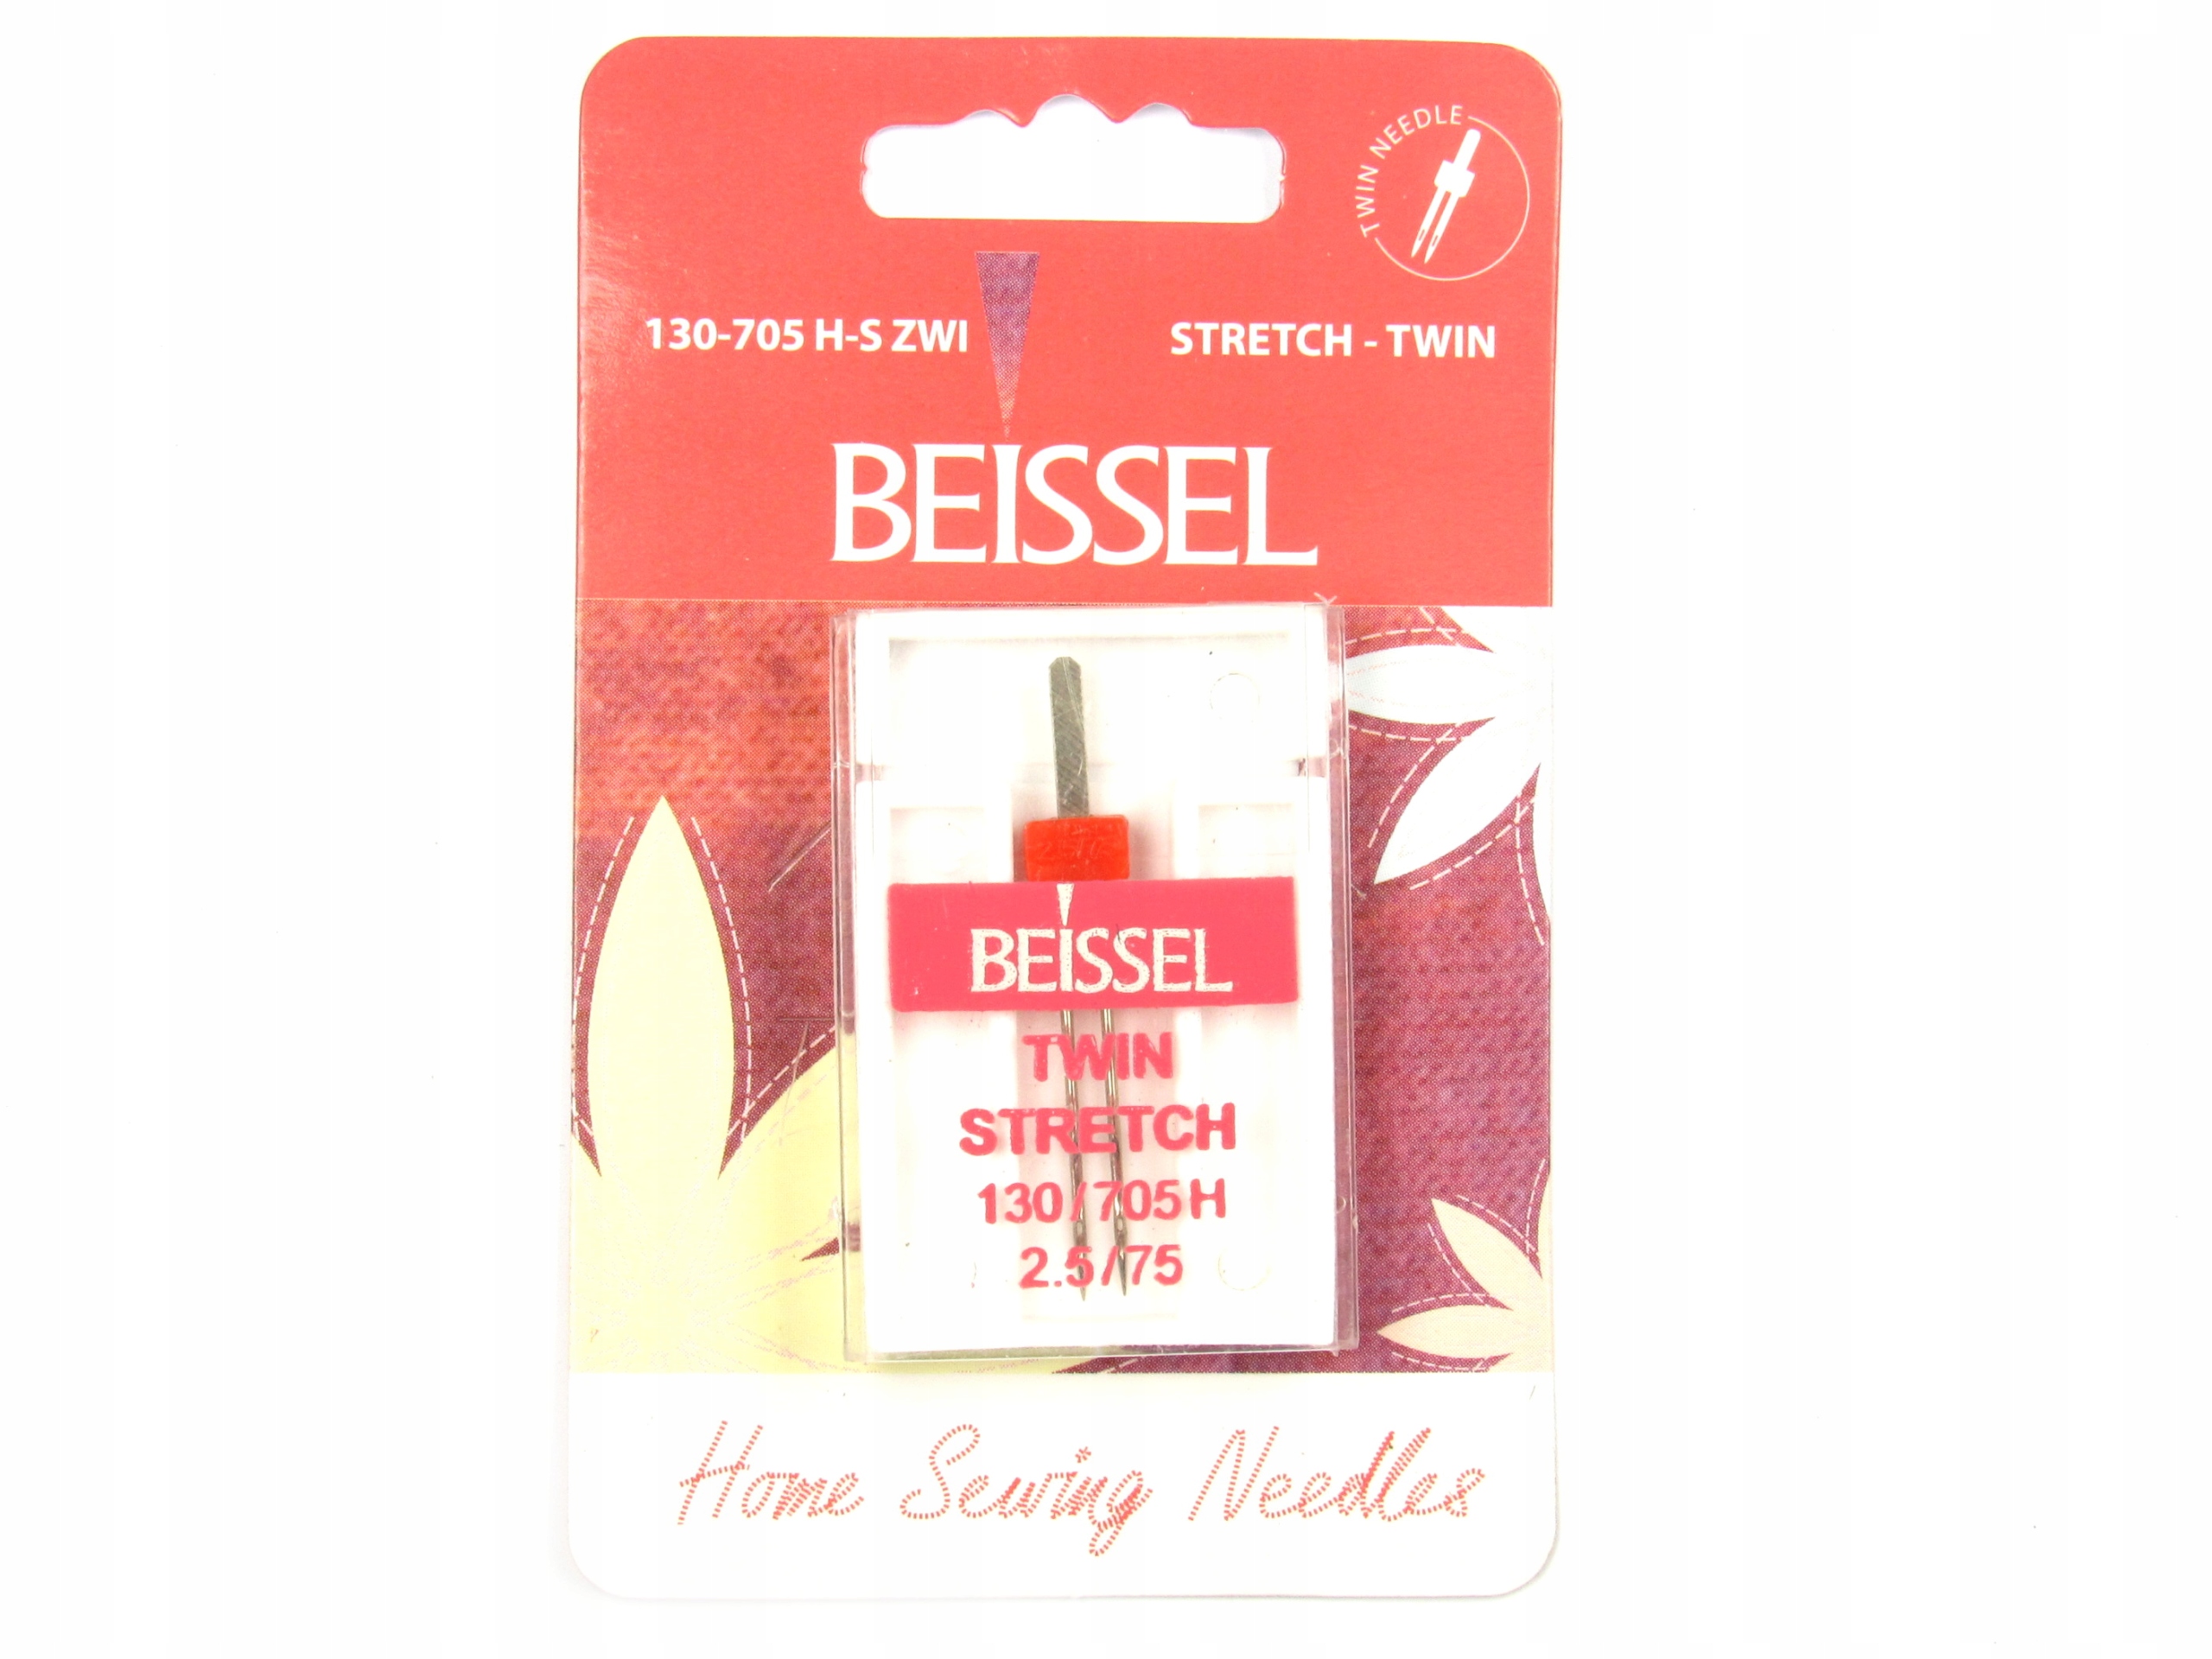 TWIN NEEDLE
130-705 H-S ZWI
STRETCH - TWIN
BEISSEL
BEISSEL
TWIN
STRETCH
130/705 H
2.5/75
Home Sewing Needles